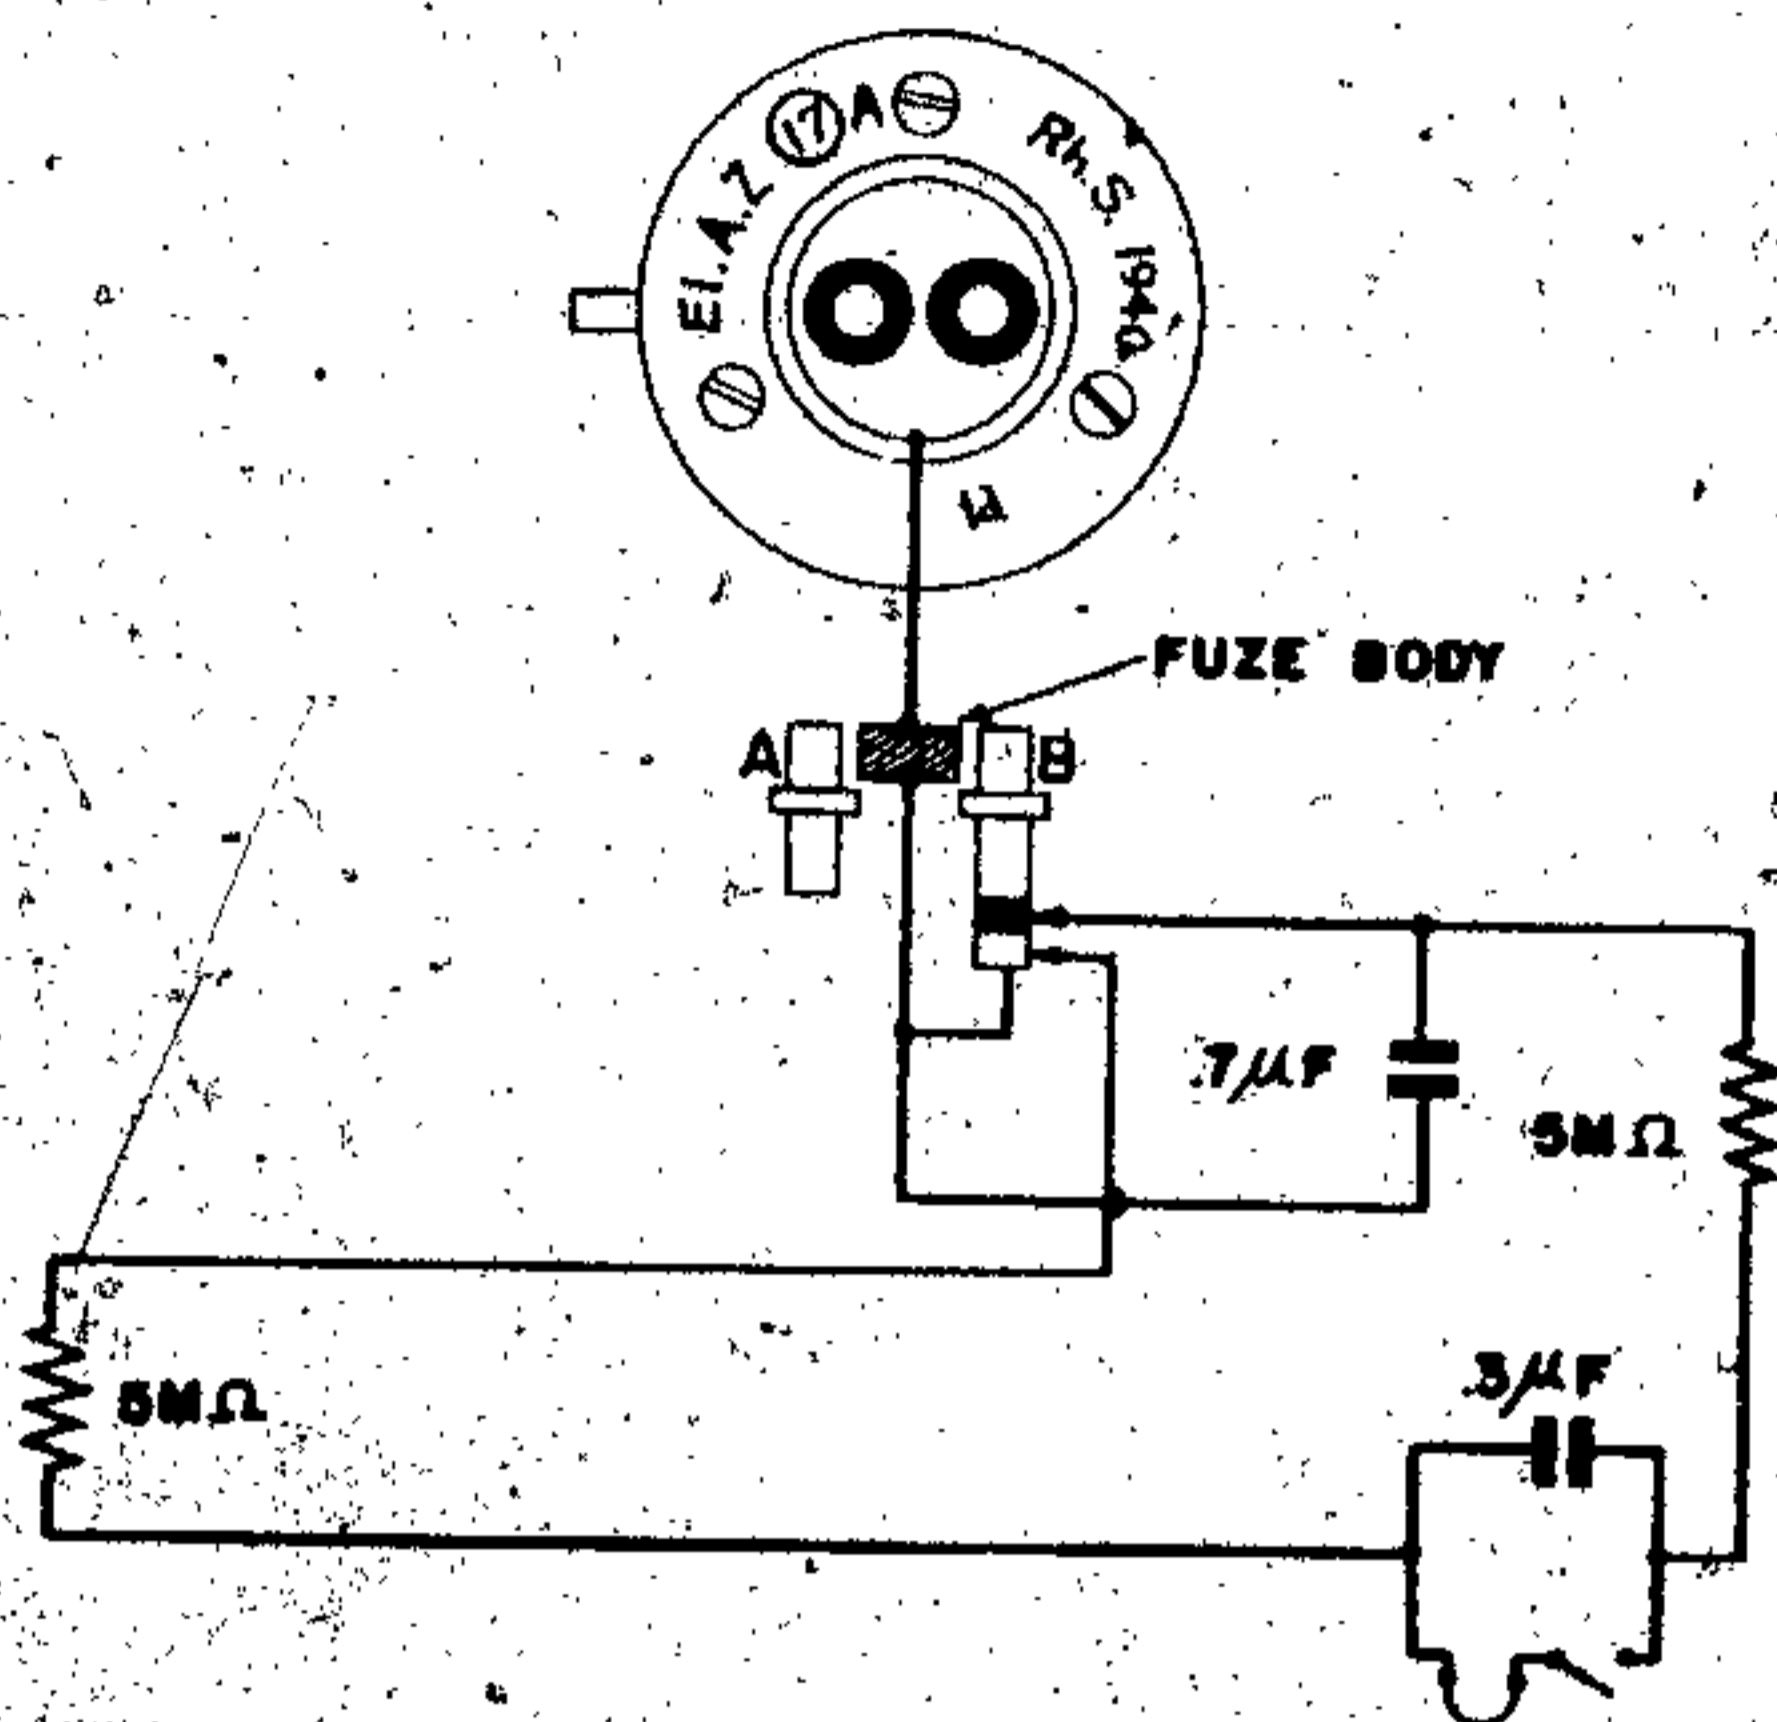 El. A. Z
17 A
Rh. S. 1940
FUZE BODY
A
B
.7µF
5MΩ
5MΩ
.3µF